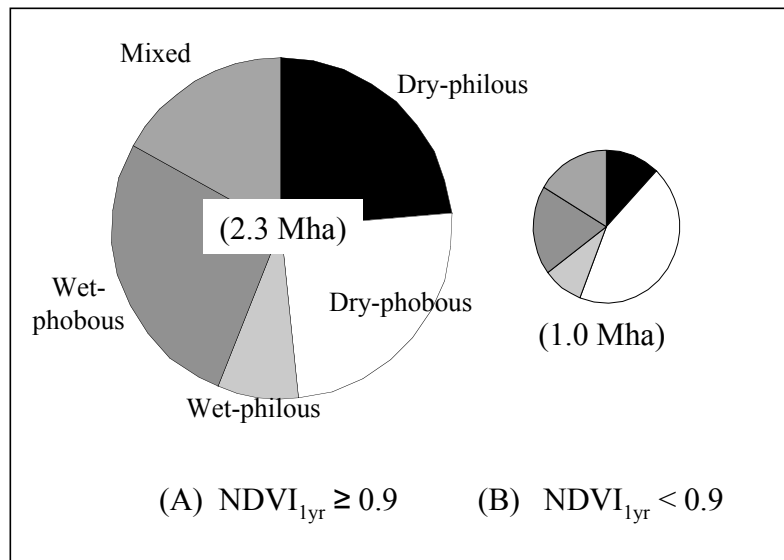 Mixed
Dry-philous
(2.3 Mha)
Wet-
phobous
Dry-phobous
(1.0 Mha)
Wet-philous
(A) NDVI1yr ≥ 0.9
(B) NDVI1yr < 0.9